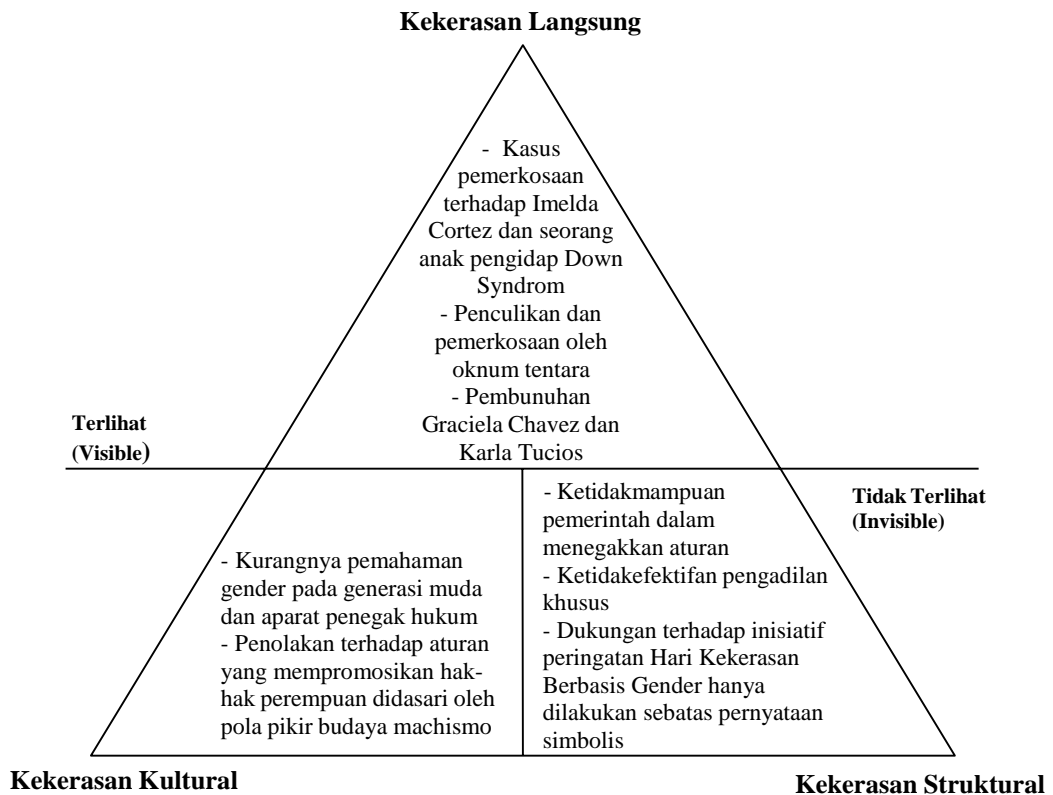 Kekerasan Langsung
- Kasus
pemerkosaan
terhadap Imelda
Cortez dan seorang
anak pengidap Down
Syndrom
- Penculikan dan
pemerkosaan oleh
oknum tentara
- Pembunuhan
Graciela Chavez dan
Karla Tucios
Terlihat
(Visible)
Tidak Terlihat
(Invisible)
- Kurangnya pemahaman
gender pada generasi muda
dan aparat penegak hukum
- Penolakan terhadap aturan
yang mempromosikan hak-
hak perempuan didasari oleh
pola pikir budaya machismo
- Ketidakmampuan
pemerintah dalam
menegakkan aturan
- Ketidakefektifan pengadilan
khusus
- Dukungan terhadap inisiatif
peringatan Hari Kekerasan
Berbasis Gender hanya
dilakukan sebatas pernyataan
simbolis
Kekerasan Kultural
Kekerasan Struktural